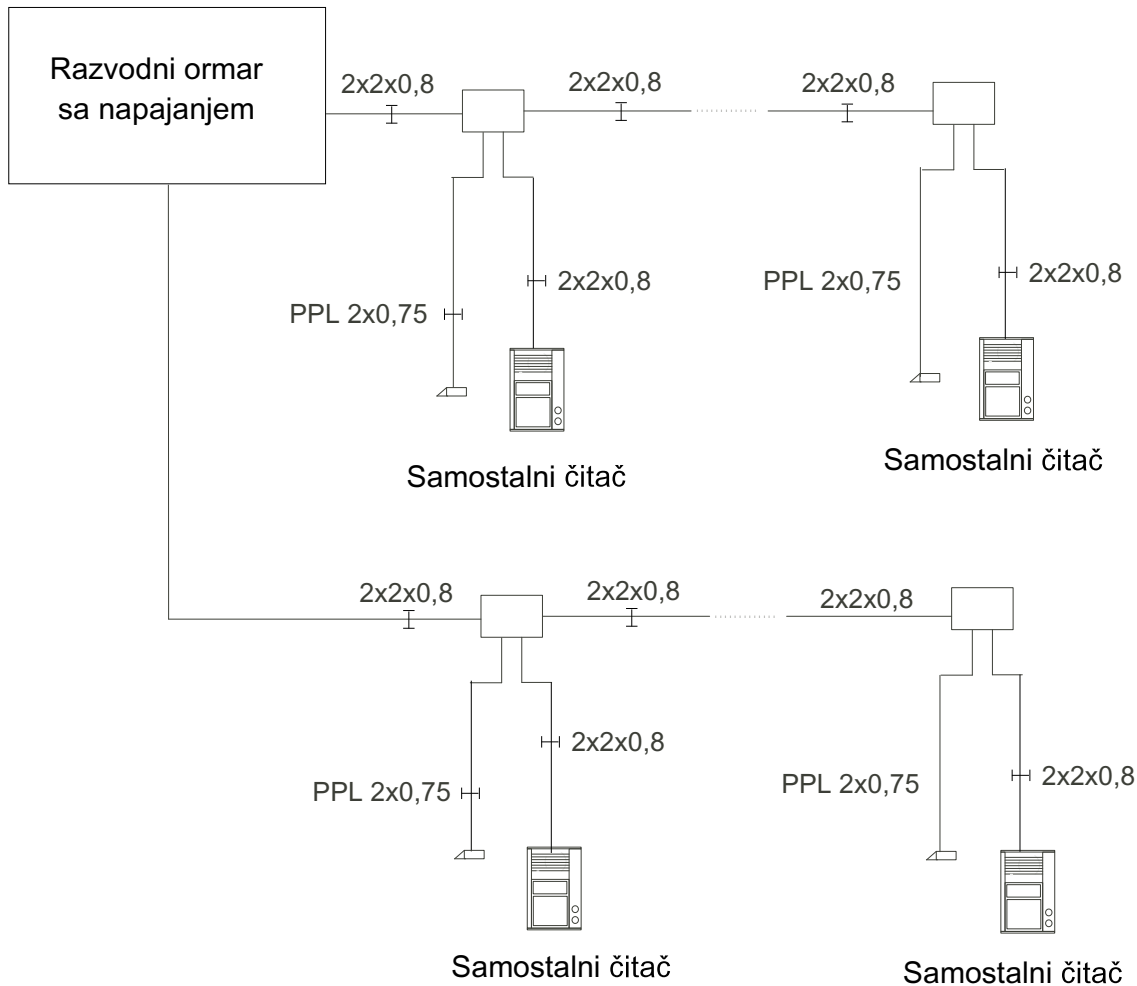 Razvodni ormar
sa napajanjem
2x2x0,8
2x2x0,8
2x2x0,8
PPL 2x0,75
2x2x0,8
PPL 2x0,75
2x2x0,8
Samostalni čitač
Samostalni čitač
2x2x0,8
2x2x0,8
2x2x0,8
PPL 2x0,75
2x2x0,8
PPL 2x0,75
2x2x0,8
Samostalni čitač
Samostalni čitač